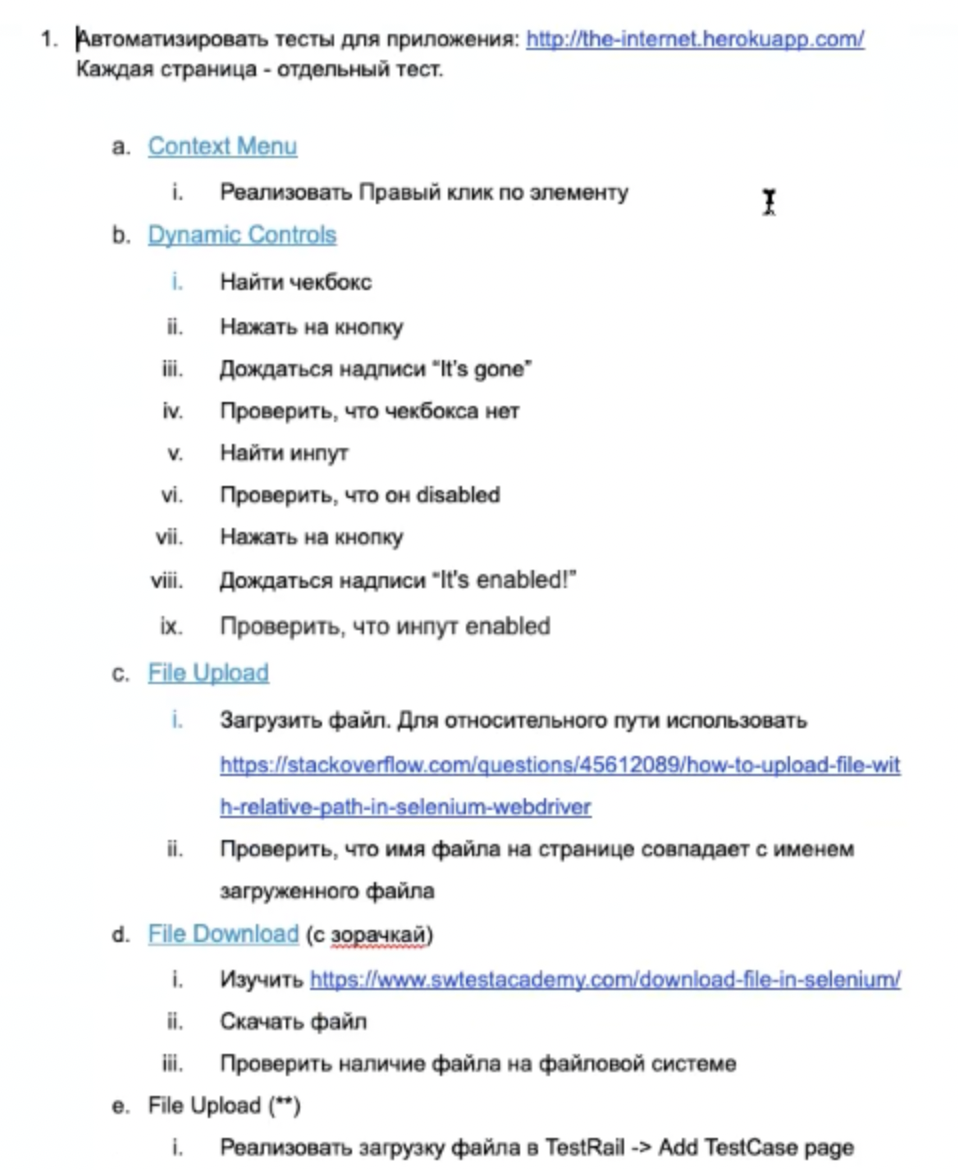 1. Автоматизировать тесты для приложения: http://the-internet.herokuapp.com/
Каждая страница - отдельный тест.
a. Context Menu
i. Реализовать Правый клик по элементу
b. Dynamic Controls
i. Найти чекбокс
ii. Нажать на кнопку
iii. Дождаться надписи “It’s gone”
iv. Проверить, что чекбокса нет
v. Найти инпут
vi. Проверить, что он disabled
vii. Нажать на кнопку
viii. Дождаться надписи “It's enabled!”
ix. Проверить, что инпут enabled
c. File Upload
i. Загрузить файл. Для относительного пути использовать
https://stackoverflow.com/questions/45612089/how-to-upload-file-wit
h-relative-path-in-selenium-webdriver
ii. Проверить, что имя файла на странице совпадает с именем
загруженного файла
d. File Download (с зорачкай)
i. Изучить https://www.swtestacademy.com/download-file-in-selenium/
ii. Скачать файл
iii. Проверить наличие файла на файловой системе
e. File Upload (**)
i. Реализовать загрузку файла в TestRail -> Add TestCase page